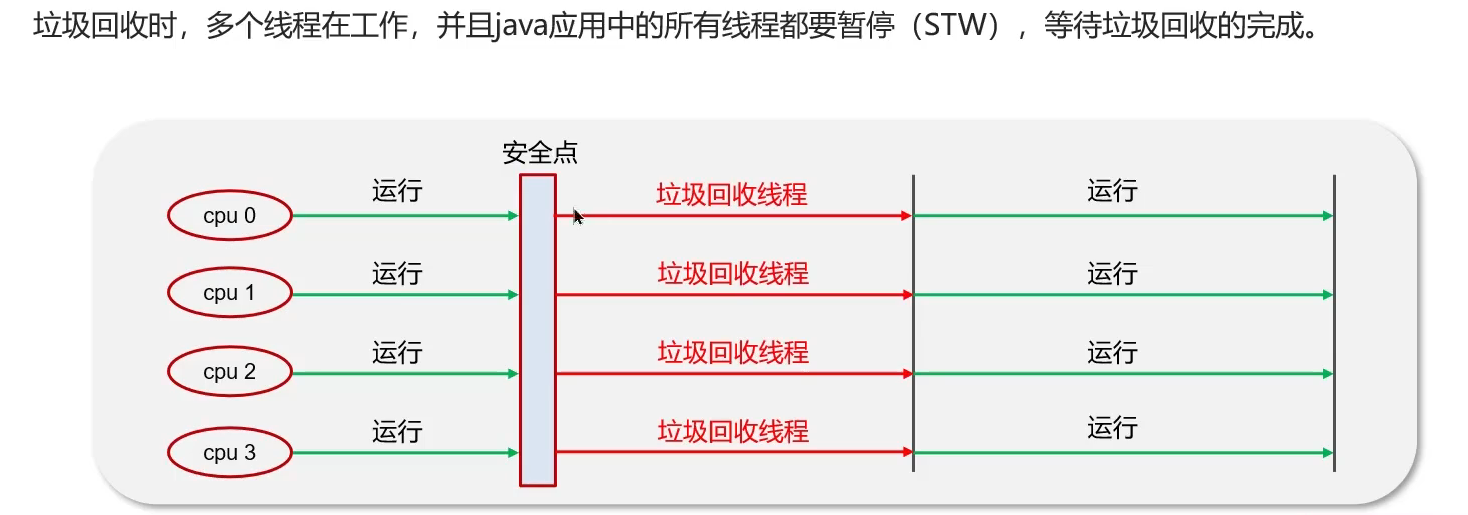 垃圾回收时，多个线程在工作，并且java应用中的所有线程都要暂停（STW），等待垃圾回收的完成。
安全点
cpu 0 运行 垃圾回收线程 运行
cpu 1 运行 垃圾回收线程 运行
cpu 2 运行 垃圾回收线程 运行
cpu 3 运行 垃圾回收线程 运行